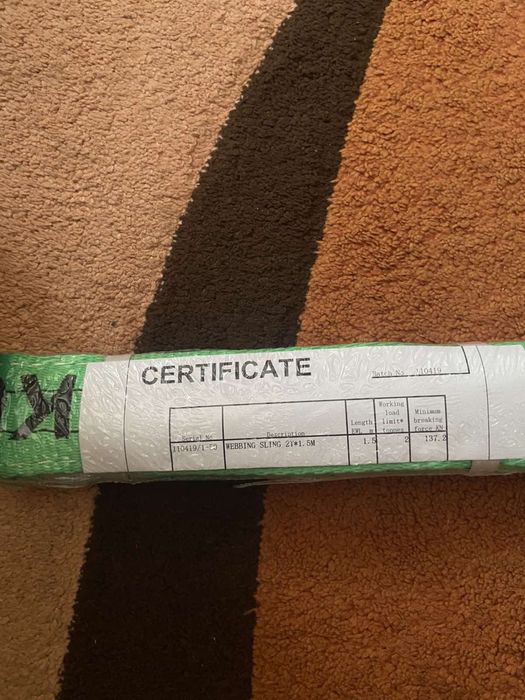 CERTIFICATE
Batch No. 110419
Serial No
Description
Length
EWL m
Working
load
limit*
tonnes
Minimum
breaking
force KN
110419/1-50
WEBBING SLING 2T*1.5M
1.5
2
137.2